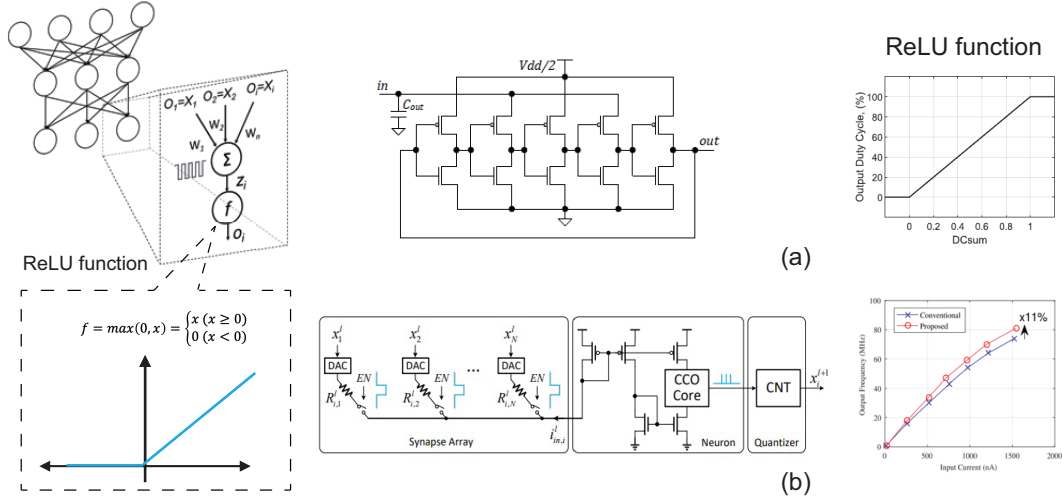 O₁=X₁ O₂=X₂ Oᵢ=Xᵢ
W₁ W₂ Wₙ
Σ
Zᵢ
f
Oᵢ
ReLU function
f = max(0, x) = {x (x ≥ 0)
0 (x < 0)
Vdd/2
in
C_out
out
(a)
ReLU function
Output Duty Cycle, (%)
100
80
60
40
20
0
0 0.2 0.4 0.6 0.8 1
DCsum
x₁ˡ x₂ˡ x_Nˡ
DAC DAC ... DAC
EN EN EN
Rˡᵢ,₁ Rˡᵢ,₂ Rˡᵢ,N
iˡ_in,i
Synapse Array
CCO
Core
Neuron
CNT
Quantizer
xᵢˡ⁺¹
(b)
Conventional
Proposed
x11%
Output Frequency (MHz)
100
80
60
40
20
0
0 500 1000 1500 2000
Input Current (nA)